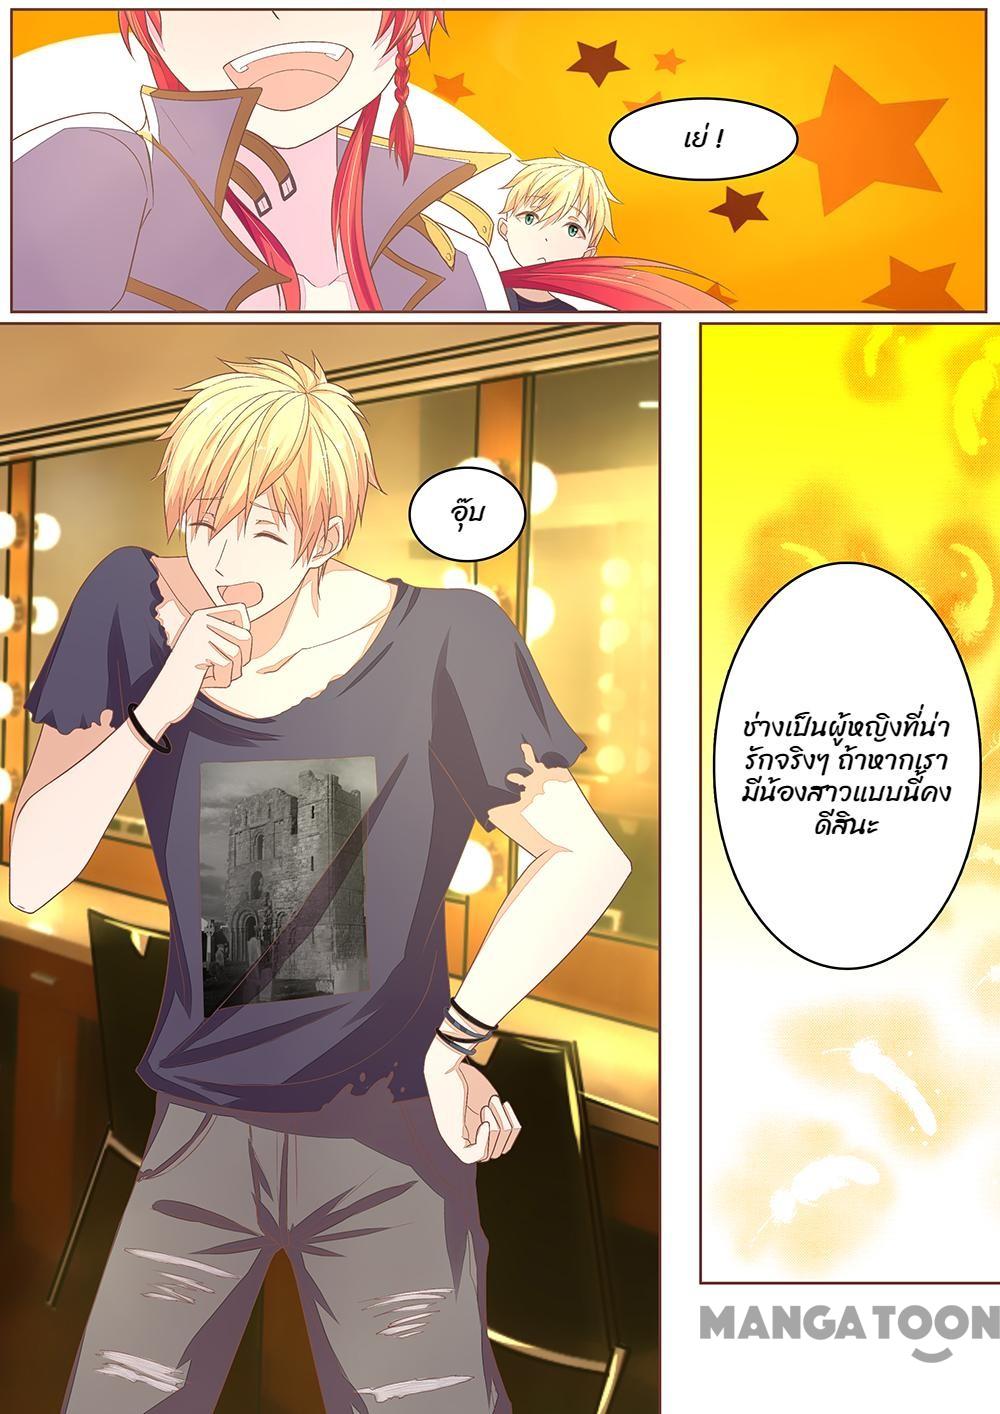 เย่ !
อุ๊บ
ช่างเป็นผู้หญิงที่น่า
รักจริงๆ ถ้าหากเรา
มีน้องสาวแบบนี้คง
ดีสินะ
MANGATOON